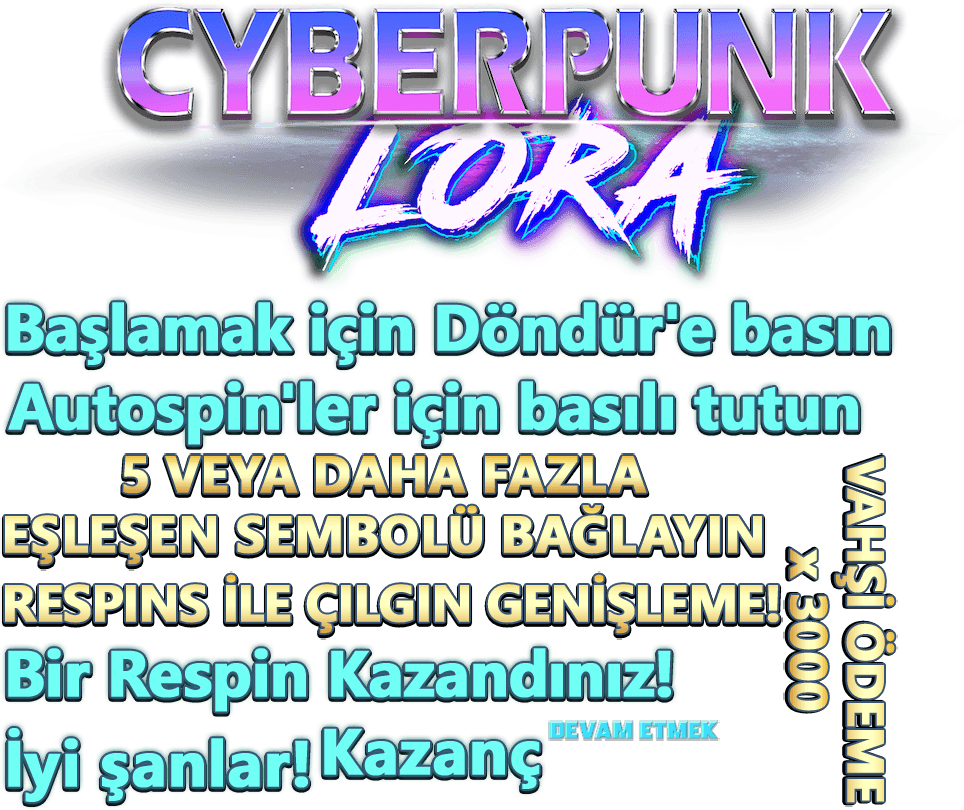 CYBERPUNK
LORA
Başlamak için Döndür'e basın
Autospin'ler için basılı tutun
5 VEYA DAHA FAZLA
EŞLEŞEN SEMBOLÜ BAĞLAYIN
RESPINS İLE ÇILGIN GENİŞLEME!
VAHŞİ ÖDEME
x 3000
Bir Respin Kazandınız!
İyi şanlar!
Kazanç
DEVAM ETMEK